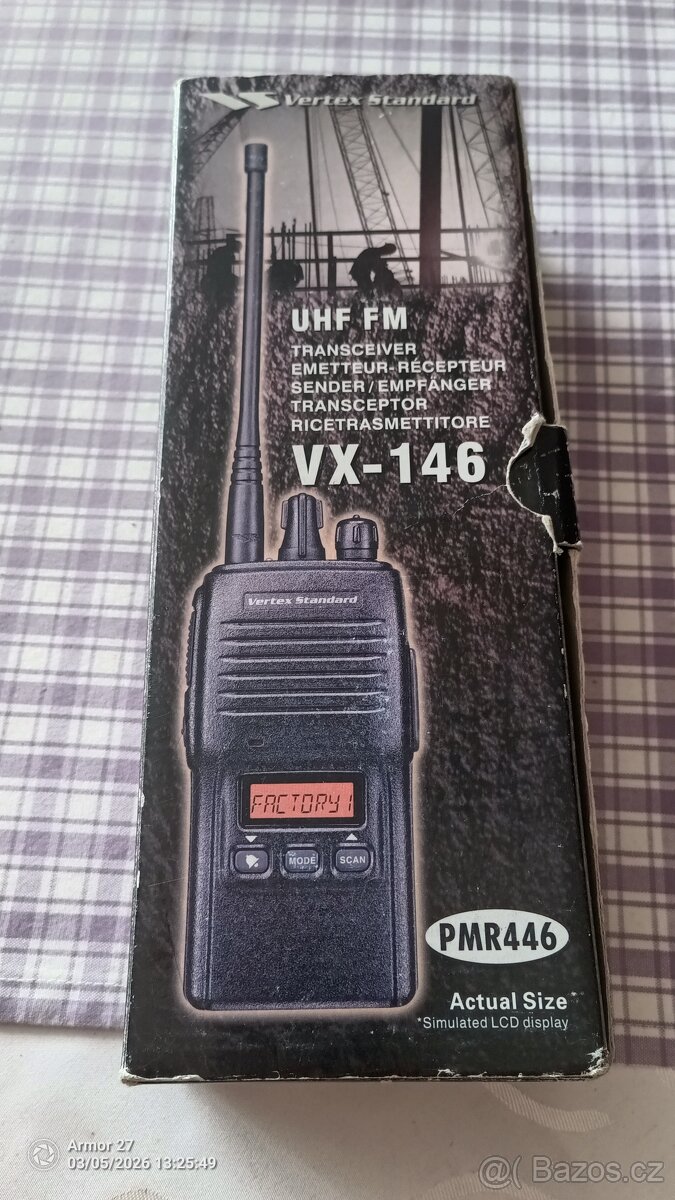 Vertex Standard
UHF FM
TRANSCEIVER
EMETTEUR-RÉCEPTEUR
SENDER/EMPFÄNGER
TRANSCEPTOR
RICETRASMETTITORE
VX-146
Vertex Standard
FACTORY1
MODE
SCAN
PMR446
Actual Size
*Simulated LCD display
Armor 27
03/05/2026 13:25:49
Bazos.cz